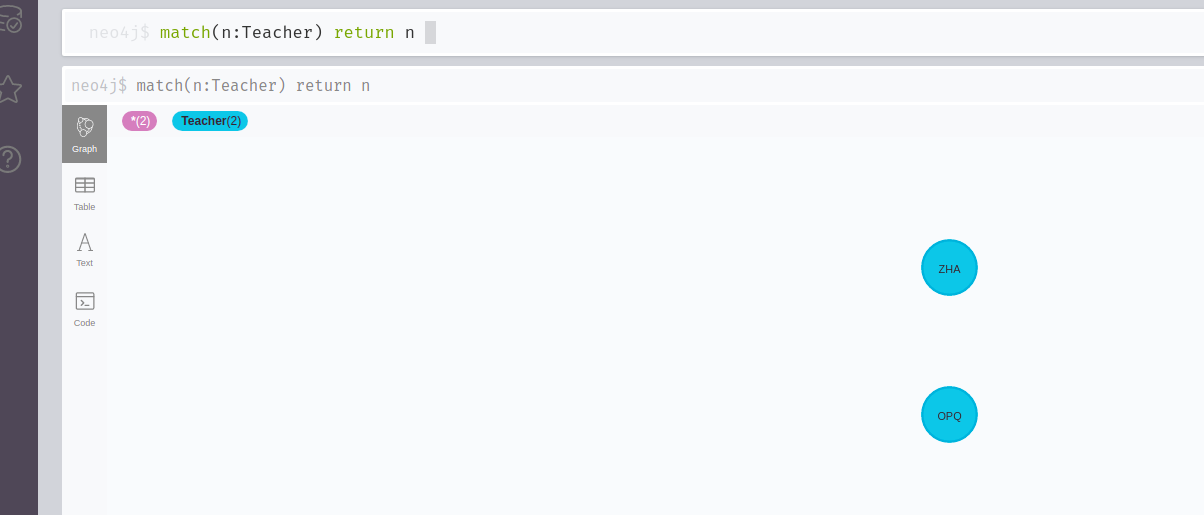 neo4j$ match(n:Teacher) return n
neo4j$ match(n:Teacher) return n
*(2) Teacher(2)
Graph
Table
Text
Code
ZHA
OPQ